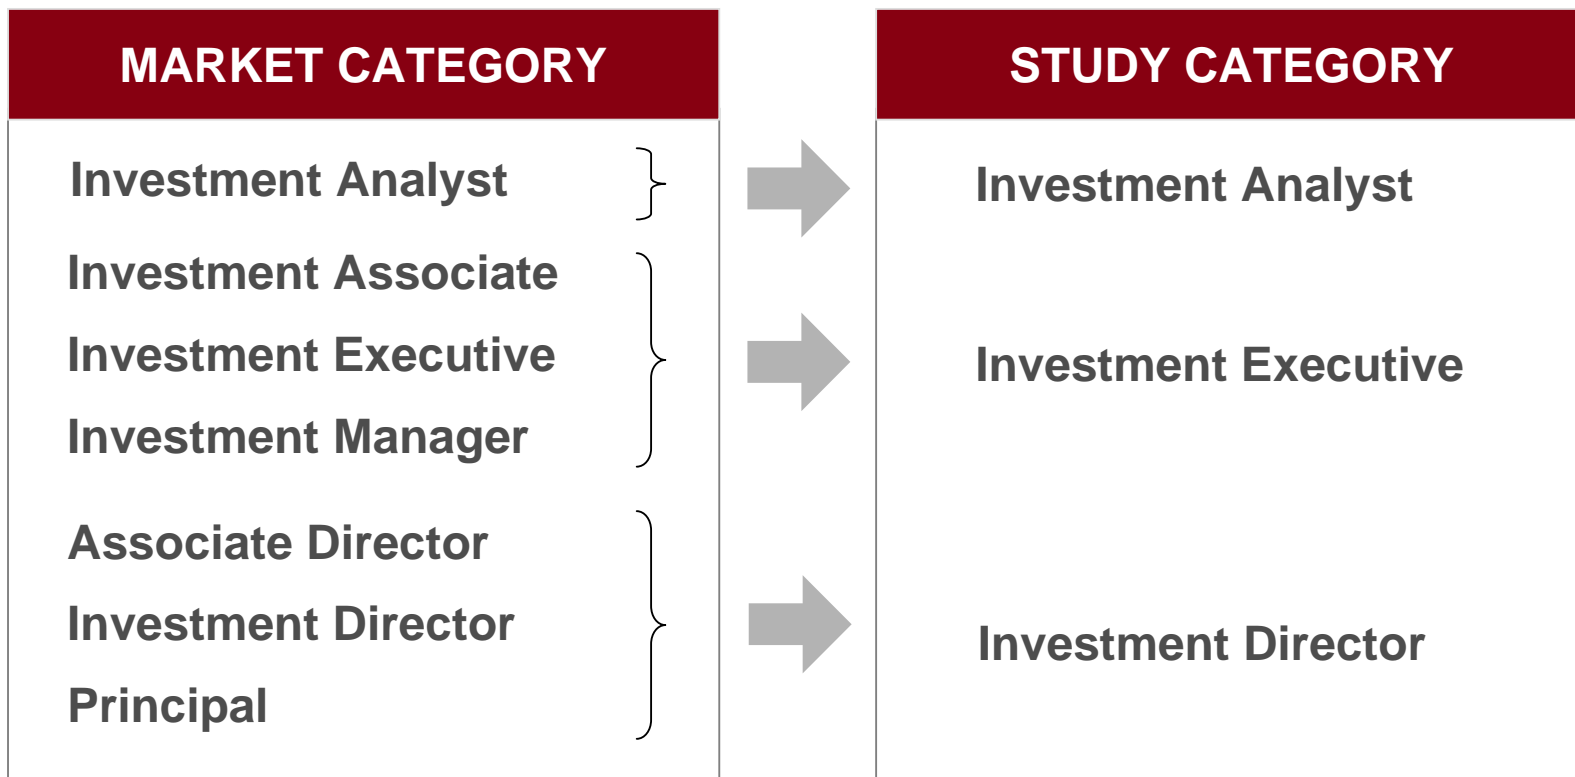 MARKET CATEGORY
Investment Analyst
Investment Associate
Investment Executive
Investment Manager
Associate Director
Investment Director
Principal
STUDY CATEGORY
Investment Analyst
Investment Executive
Investment Director